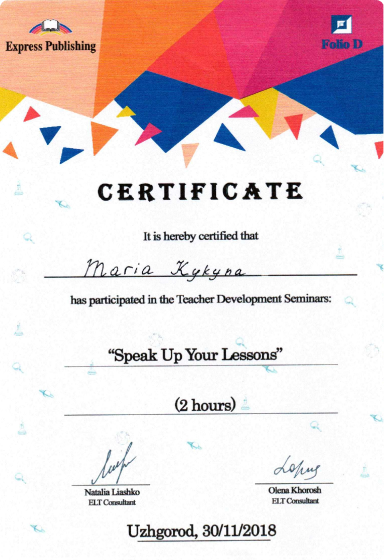 Express Publishing
Folio D
CERTIFICATE
It is hereby certified that
Maria Kykyna
has participated in the Teacher Development Seminars:
“Speak Up Your Lessons”
(2 hours)
Natalia Liashko
ELT Consultant
Olena Khorosh
ELT Consultant
Uzhgorod, 30/11/2018